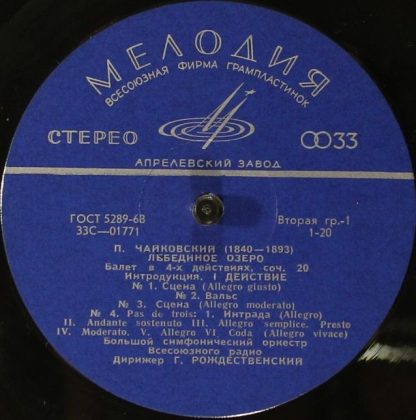 МЕЛОДИЯ
ВСЕСОЮЗНАЯ ФИРМА ГРАМПЛАСТИНОК
СТЕРЕО
33
АПРЕЛЕВСКИЙ ЗАВОД
ГОСТ 5289-68
33С—01771
Вторая гр.-1
1-20
П. ЧАЙКОВСКИЙ (1840—1893)
ЛЕБЕДИНОЕ ОЗЕРО
Балет в 4-х действиях, соч. 20
Интродукция. I ДЕЙСТВИЕ
№ 1. Сцена (Allegro giusto)
№ 2. Вальс
№ 3. Сцена (Allegro moderato)
№ 4. Pas de trois: 1. Интрада (Allegro)
II. Andante sostenuto III. Allegro semplice. Presto
IV. Moderato. V. Allegro VI. Coda (Allegro vivace)
Большой симфонический оркестр
Всесоюзного радио
Дирижер Г. РОЖДЕСТВЕНСКИЙ